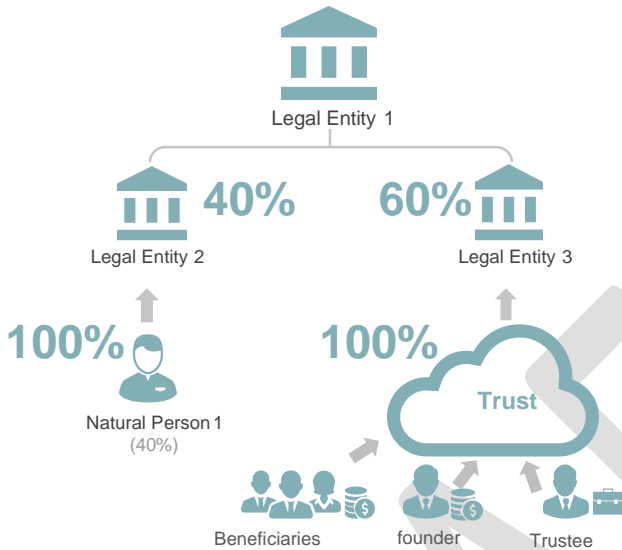 Legal Entity 1
40%
60%
Legal Entity 2
Legal Entity 3
100%
100%
Trust
Natural Person 1
(40%)
Beneficiaries
founder
Trustee